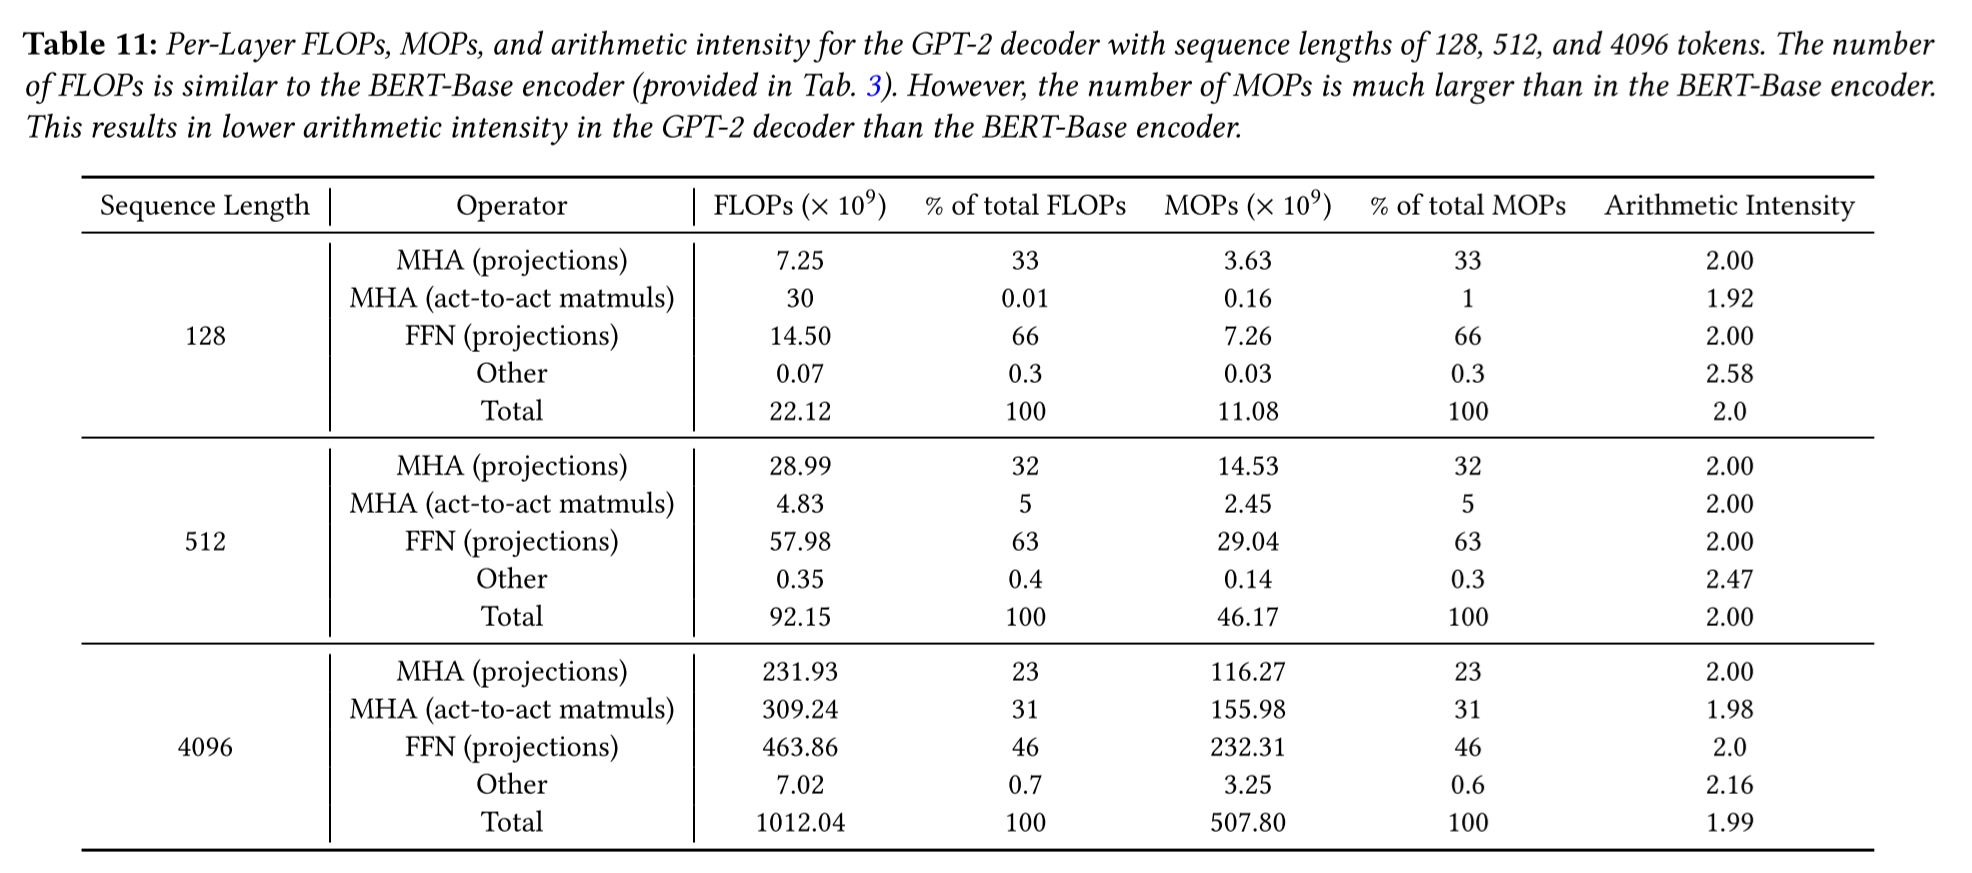 Table 11: Per-Layer FLOPs, MOPs, and arithmetic intensity for the GPT-2 decoder with sequence lengths of 128, 512, and 4096 tokens. The number
of FLOPs is similar to the BERT-Base encoder (provided in Tab. 3). However, the number of MOPs is much larger than in the BERT-Base encoder.
This results in lower arithmetic intensity in the GPT-2 decoder than the BERT-Base encoder.
Sequence Length Operator FLOPs (× 10⁹) % of total FLOPs MOPs (× 10⁹) % of total MOPs Arithmetic Intensity
MHA (projections) 7.25 33 3.63 33 2.00
MHA (act-to-act matmuls) 30 0.01 0.16 1 1.92
128 FFN (projections) 14.50 66 7.26 66 2.00
Other 0.07 0.3 0.03 0.3 2.58
Total 22.12 100 11.08 100 2.0
MHA (projections) 28.99 32 14.53 32 2.00
MHA (act-to-act matmuls) 4.83 5 2.45 5 2.00
512 FFN (projections) 57.98 63 29.04 63 2.00
Other 0.35 0.4 0.14 0.3 2.47
Total 92.15 100 46.17 100 2.00
MHA (projections) 231.93 23 116.27 23 2.00
MHA (act-to-act matmuls) 309.24 31 155.98 31 1.98
4096 FFN (projections) 463.86 46 232.31 46 2.0
Other 7.02 0.7 3.25 0.6 2.16
Total 1012.04 100 507.80 100 1.99